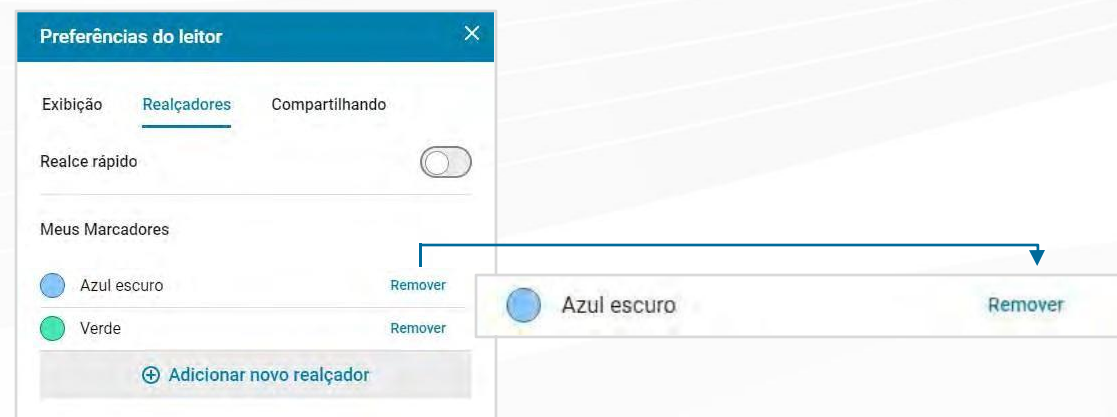 Preferências do leitor
Exibição Realçadores Compartilhando
Realce rápido
Meus Marcadores
Azul escuro Remover
Verde Remover
Adicionar novo realçador
Azul escuro Remover